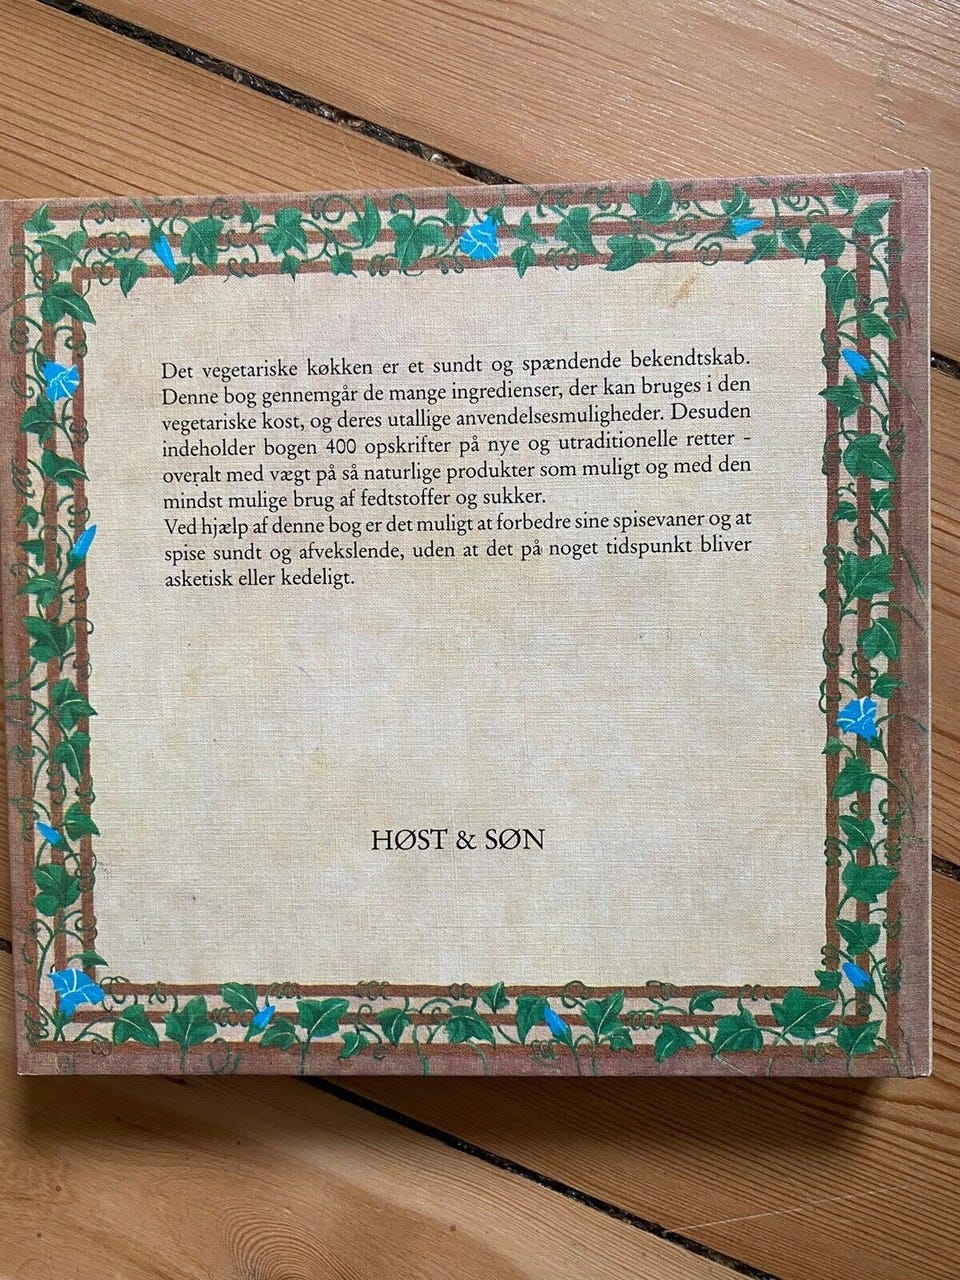 Det vegetariske køkken er et sundt og spændende bekendtskab.
Denne bog gennemgår de mange ingredienser, der kan bruges i den
vegetariske kost, og deres utallige anvendelsesmuligheder. Desuden
indeholder bogen 400 opskrifter på nye og utraditionelle retter -
overalt med vægt på så naturlige produkter som muligt og med den
mindst mulige brug af fedtstoffer og sukker.
Ved hjælp af denne bog er det muligt at forbedre sine spisevaner og at
spise sundt og afvekslende, uden at det på noget tidspunkt bliver
asketisk eller kedeligt.
HØST & SØN